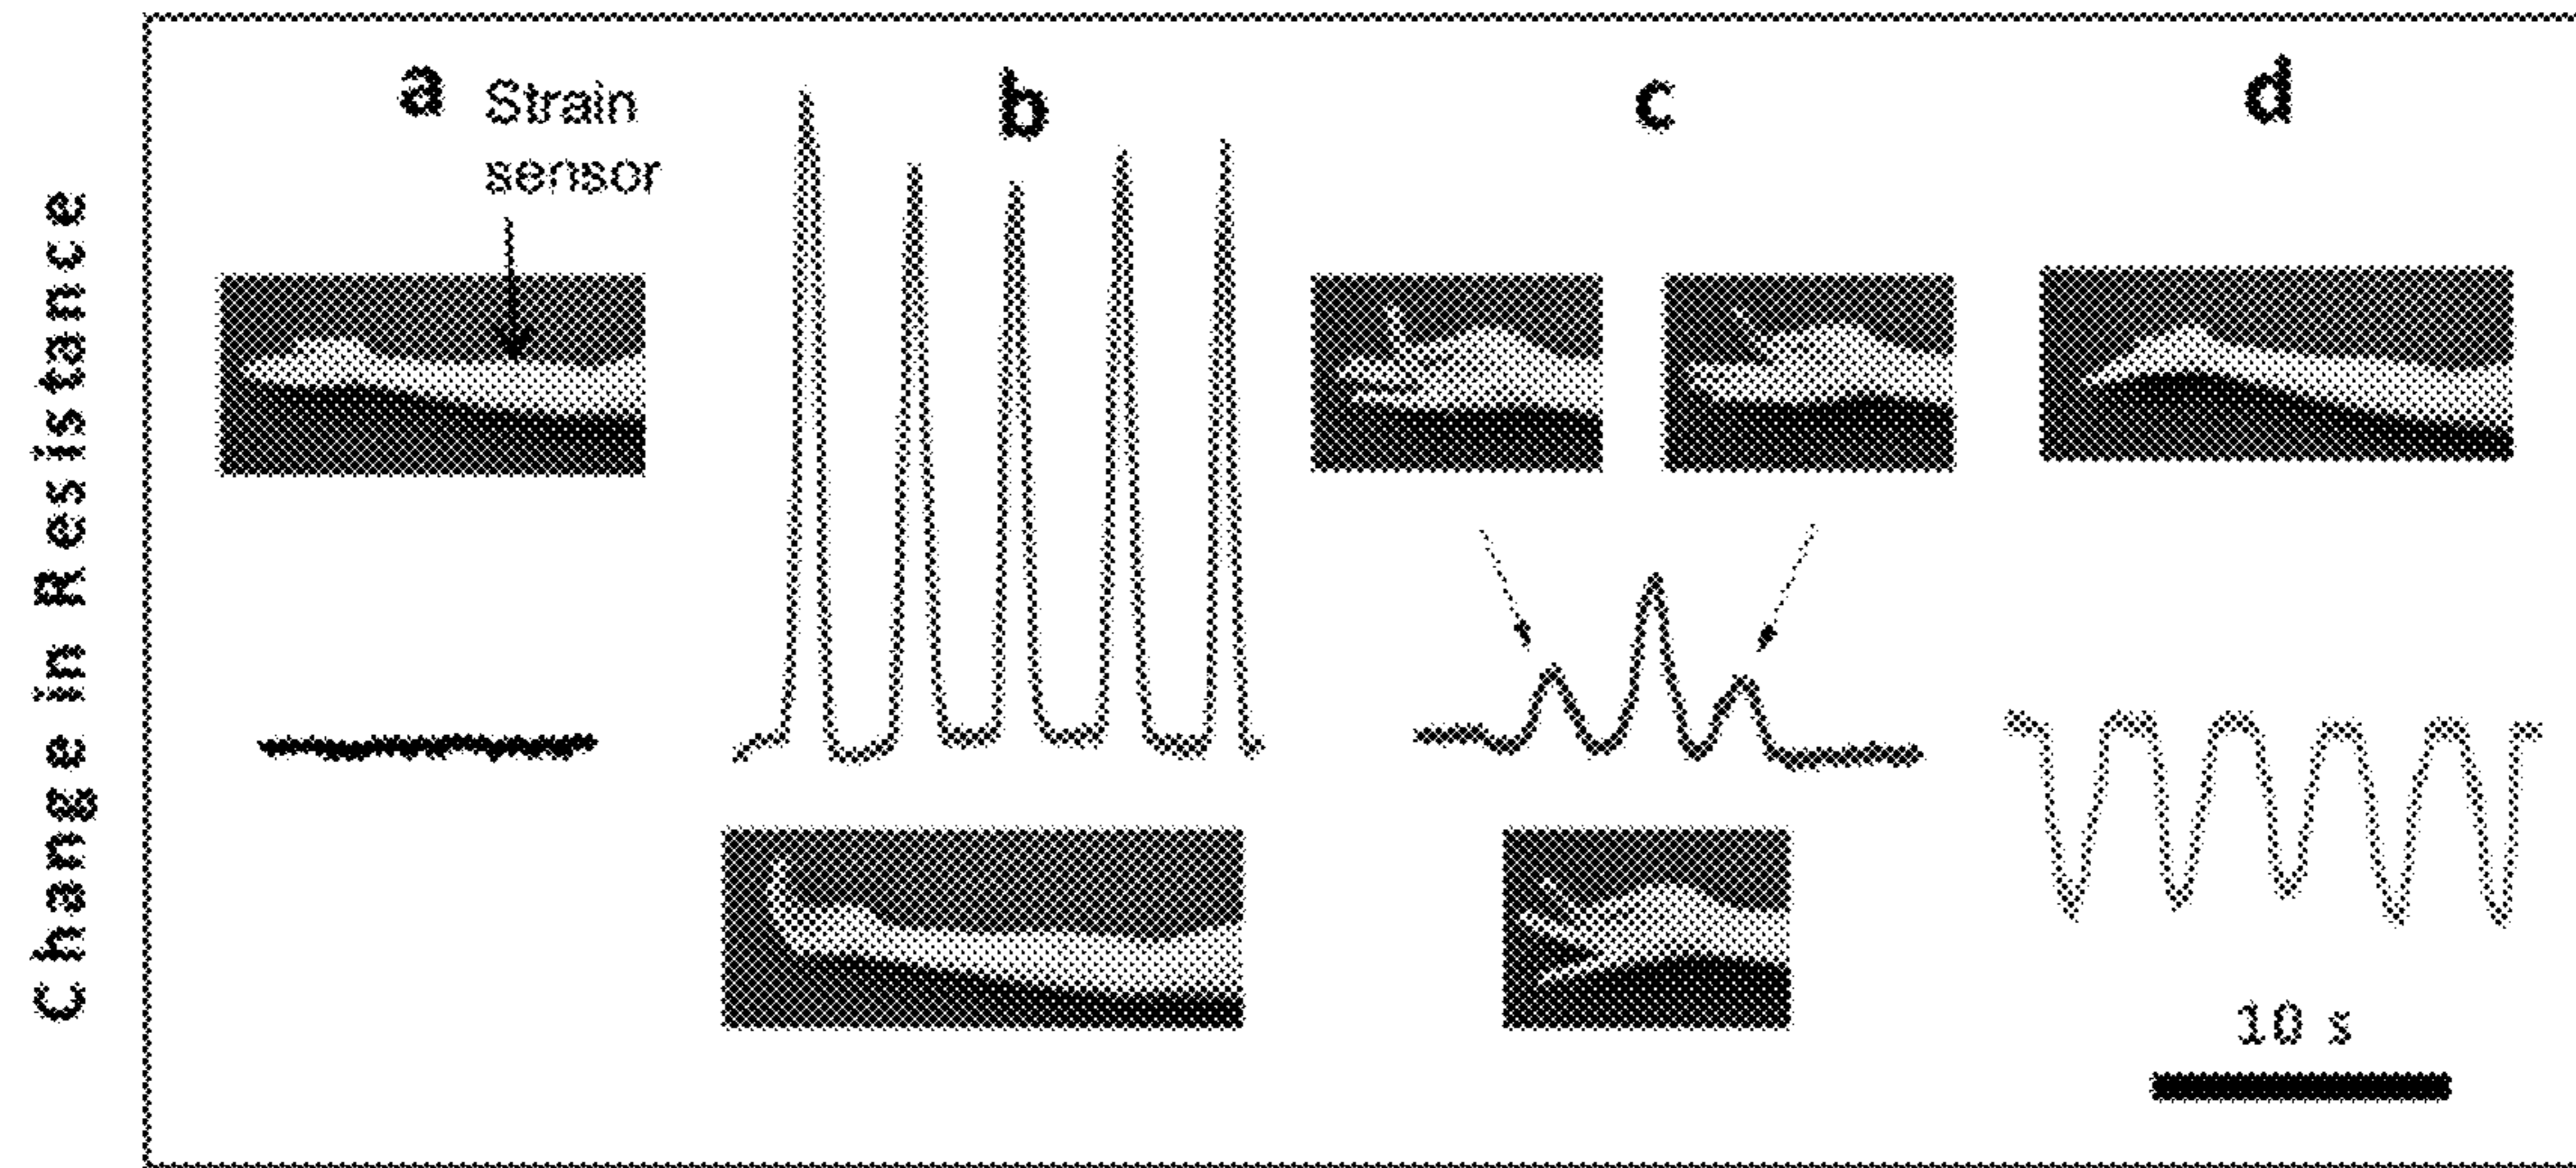 Change in Resistance
a
Strain
sensor
b
c
d
10 s